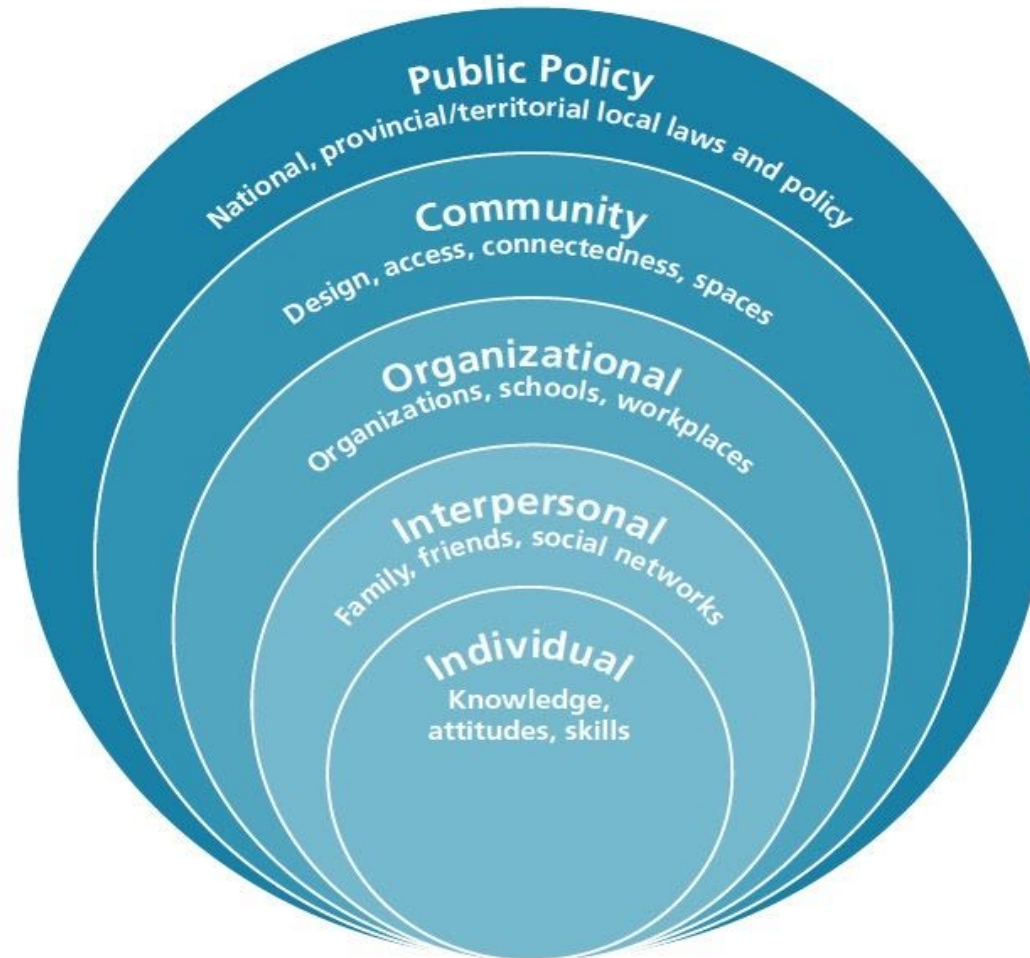 Public Policy
National, provincial/territorial local laws and policy
Community
Design, access, connectedness, spaces
Organizational
Organizations, schools, workplaces
Interpersonal
Family, friends, social networks
Individual
Knowledge,
attitudes, skills